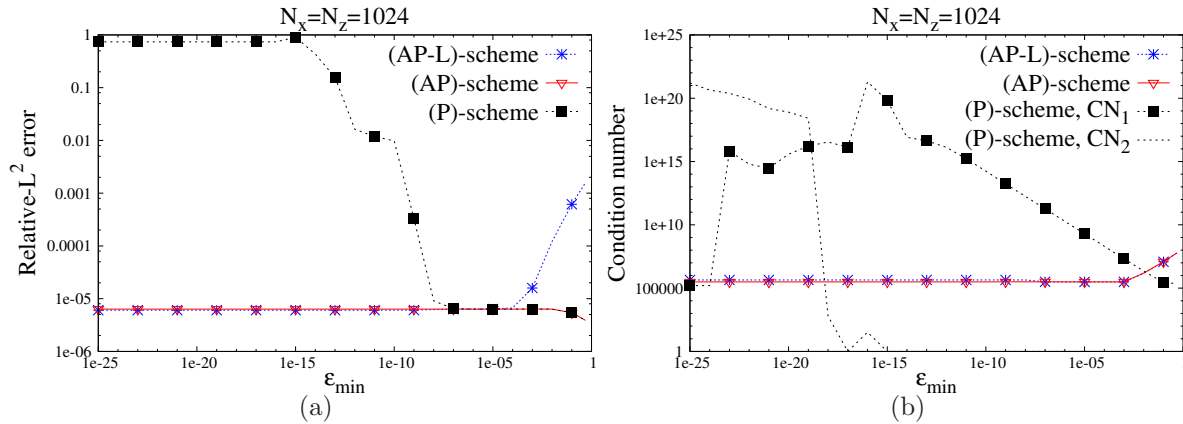 N_x=N_z=1024
1
0.1
0.01
0.001
0.0001
1e-05
1e-06
Relative-L² error
(AP-L)-scheme
(AP)-scheme
(P)-scheme
1e-25 1e-20 1e-15 1e-10 1e-05 1
ε_min
(a)
N_x=N_z=1024
1e+25
1e+20
1e+15
1e+10
100000
1
Condition number
(AP-L)-scheme
(AP)-scheme
(P)-scheme, CN₁
(P)-scheme, CN₂
1e-25 1e-20 1e-15 1e-10 1e-05
ε_min
(b)